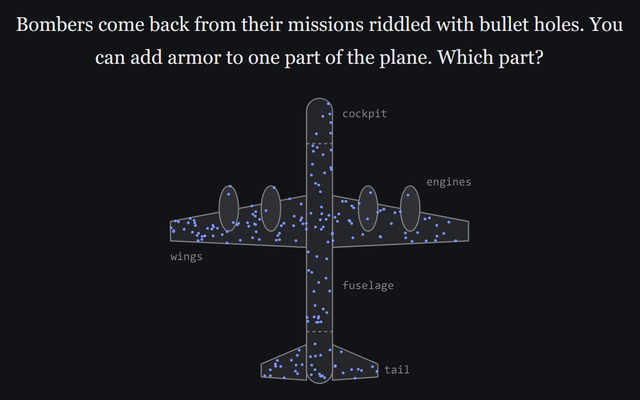 Bombers come back from their missions riddled with bullet holes. You
can add armor to one part of the plane. Which part?
cockpit
engines
wings
fuselage
tail